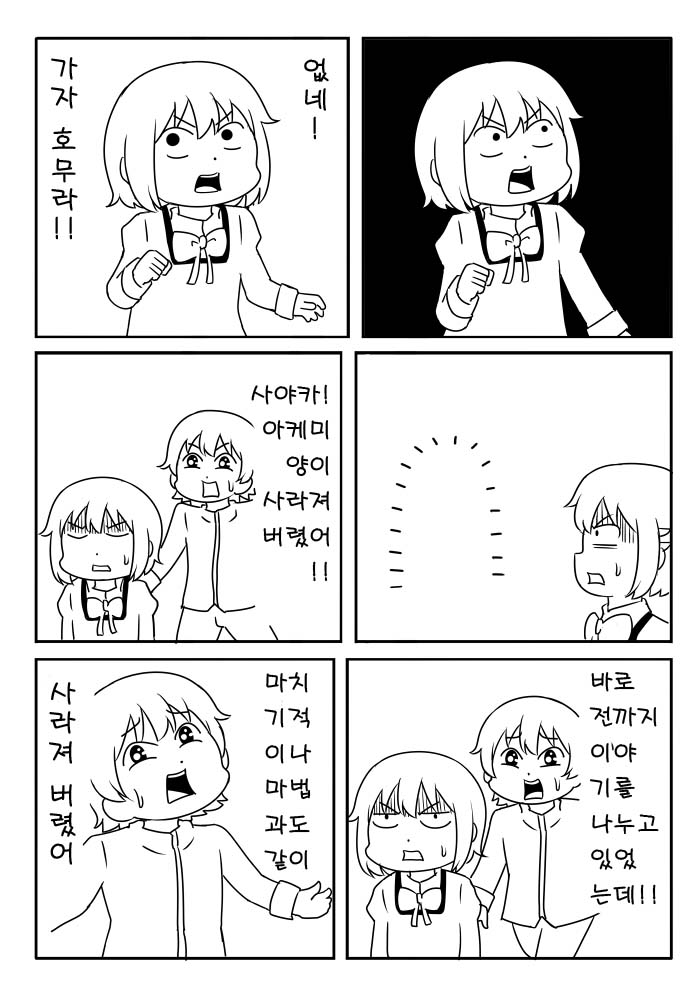 없네!
가자 호무라!!
사야카!
아케미
양이
사라져
버렸어
!!
바로
전까지
이야
기를
나누고
있었
는데!!
마치
기적
이나
마법
과도
같이
사라져 버렸어